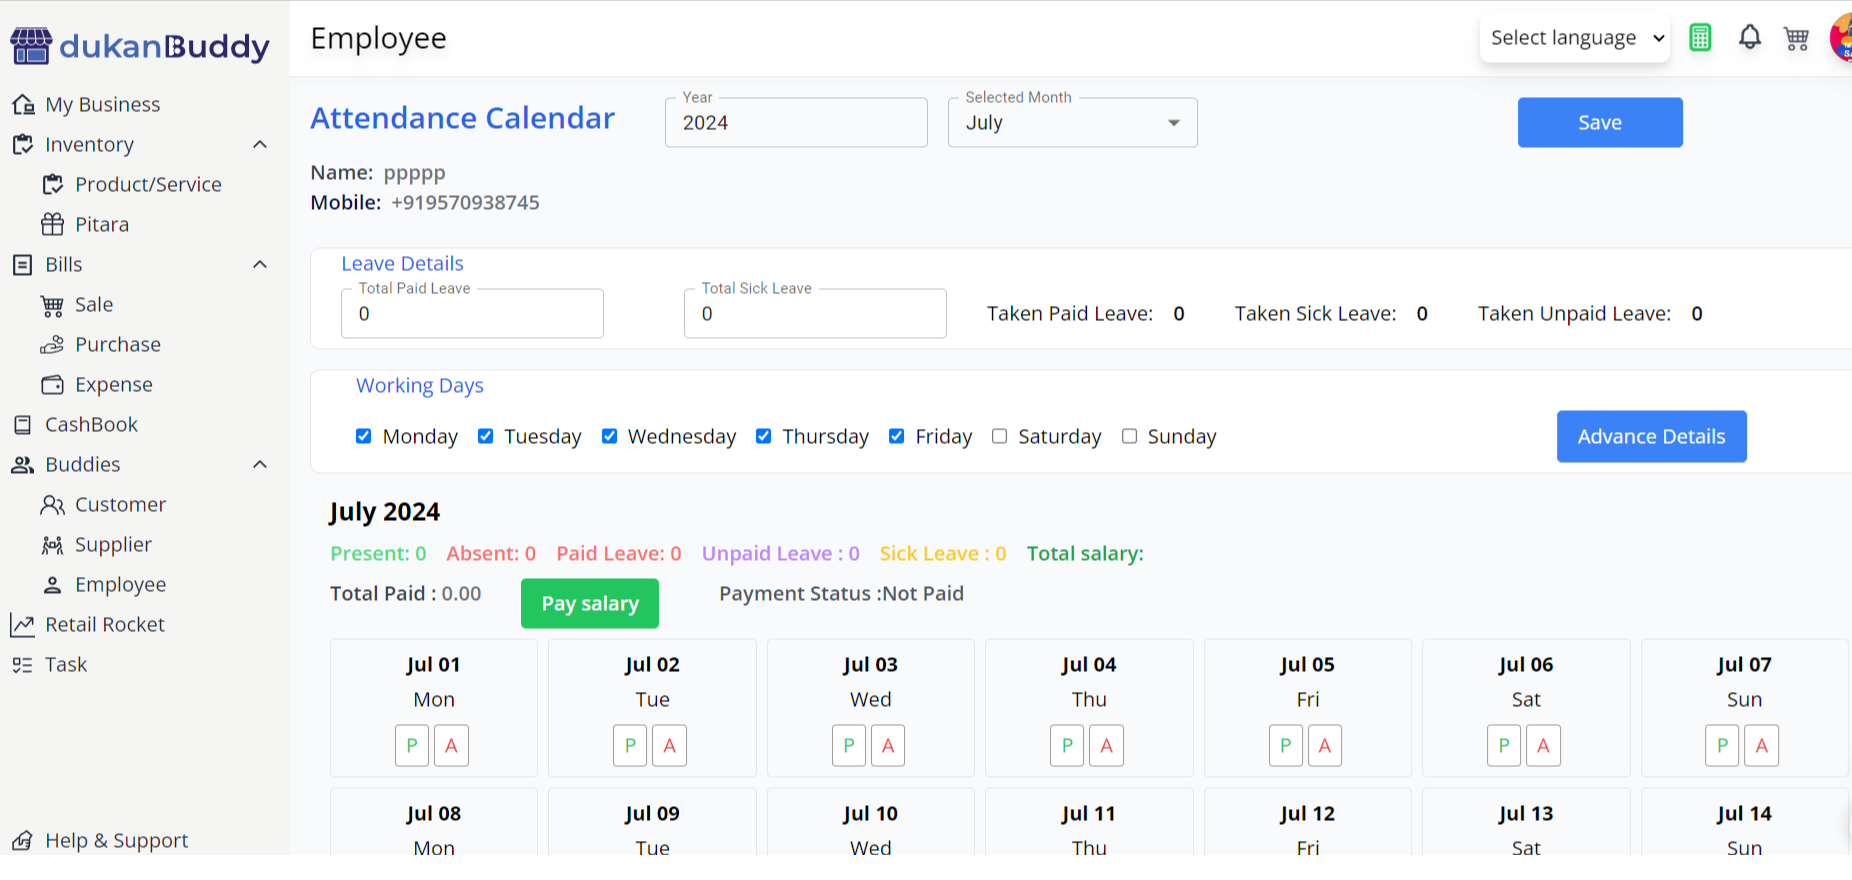 dukanBuddy
Employee
Select language
My Business
Inventory
Product/Service
Pitara
Bills
Sale
Purchase
Expense
CashBook
Buddies
Customer
Supplier
Employee
Retail Rocket
Task
Help & Support
Attendance Calendar
Year
2024
Selected Month
July
Save
Name: ppppp
Mobile: +919570938745
Leave Details
Total Paid Leave
0
Total Sick Leave
0
Taken Paid Leave: 0
Taken Sick Leave: 0
Taken Unpaid Leave: 0
Working Days
Monday Tuesday Wednesday Thursday Friday Saturday Sunday
Advance Details
July 2024
Present: 0 Absent: 0 Paid Leave: 0 Unpaid Leave : 0 Sick Leave : 0 Total salary:
Total Paid : 0.00
Pay salary
Payment Status :Not Paid
Jul 01 Jul 02 Jul 03 Jul 04 Jul 05 Jul 06 Jul 07
Mon Tue Wed Thu Fri Sat Sun
P A P A P A P A P A P A P A
Jul 08 Jul 09 Jul 10 Jul 11 Jul 12 Jul 13 Jul 14
Mon Tue Wed Thu Fri Sat Sun